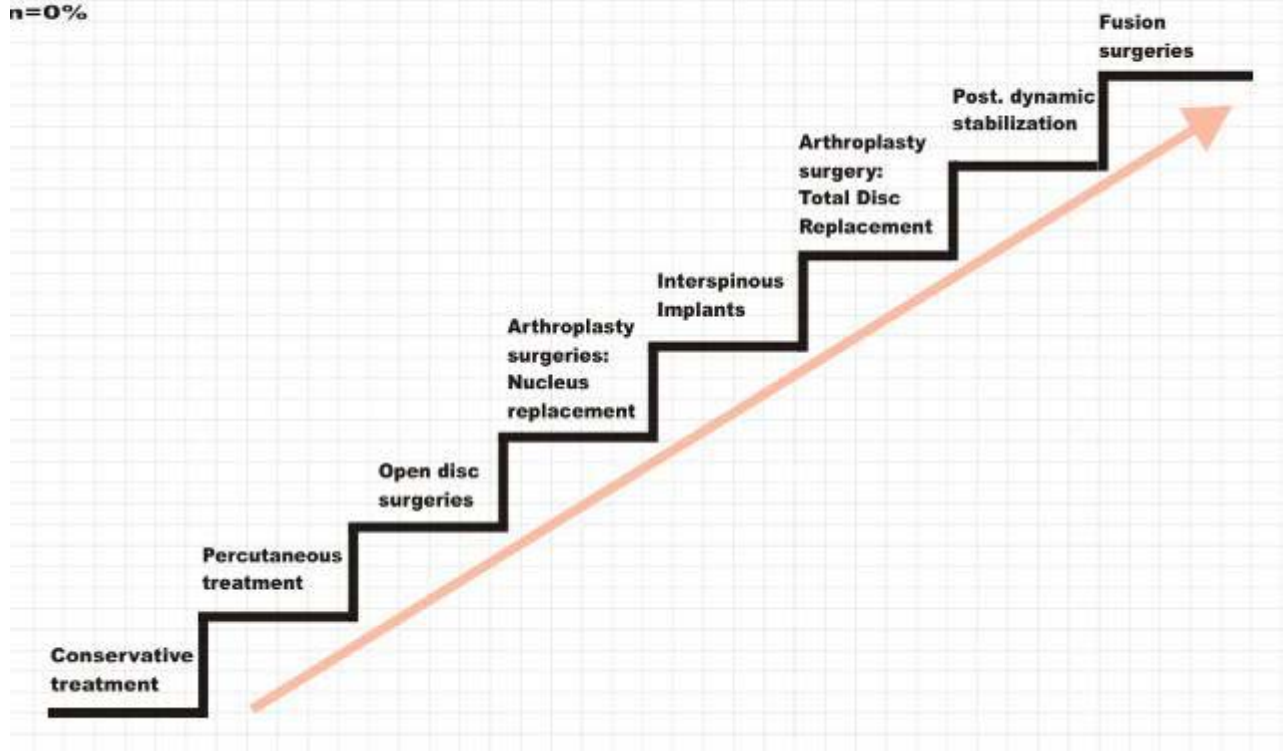 n=0%
Fusion
surgeries
Post. dynamic
stabilization
Arthroplasty
surgery:
Total Disc
Replacement
Interspinous
Implants
Arthroplasty
surgeries:
Nucleus
replacement
Open disc
surgeries
Percutaneous
treatment
Conservative
treatment